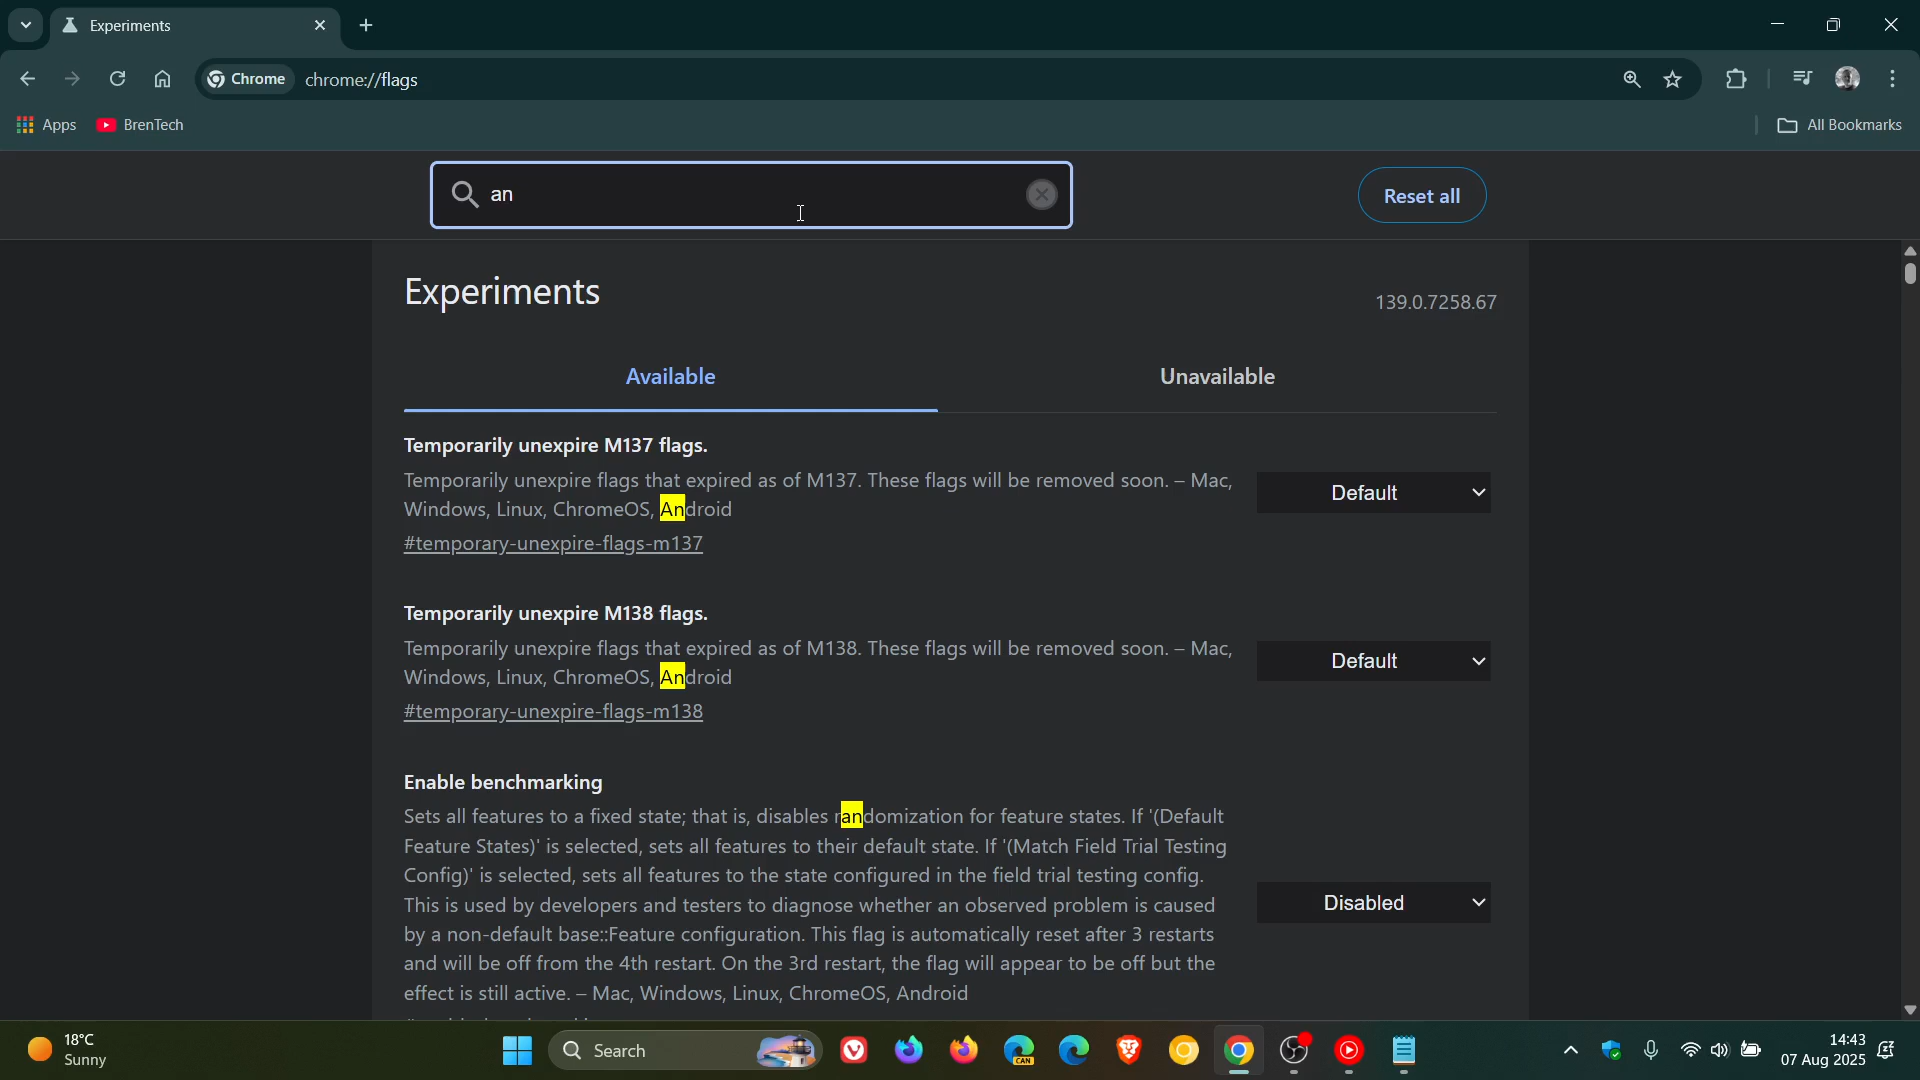 Experiments
Chrome
chrome://flags
Apps
BrenTech
All Bookmarks
an
Reset all
Experiments
139.0.7258.67
Available
Unavailable
Temporarily unexpire M137 flags.
Temporarily unexpire flags that expired as of M137. These flags will be removed soon. – Mac,
Windows, Linux, ChromeOS, Android
Default
#temporary-unexpire-flags-m137
Temporarily unexpire M138 flags.
Temporarily unexpire flags that expired as of M138. These flags will be removed soon. – Mac,
Windows, Linux, ChromeOS, Android
Default
#temporary-unexpire-flags-m138
Enable benchmarking
Sets all features to a fixed state; that is, disables randomization for feature states. If '(Default
Feature States)' is selected, sets all features to their default state. If '(Match Field Trial Testing
Config)' is selected, sets all features to the state configured in the field trial testing config.
This is used by developers and testers to diagnose whether an observed problem is caused
by a non-default base::Feature configuration. This flag is automatically reset after 3 restarts
and will be off from the 4th restart. On the 3rd restart, the flag will appear to be off but the
effect is still active. – Mac, Windows, Linux, ChromeOS, Android
Disabled
18°C
Sunny
Search
CAN
14:43
07 Aug 2025